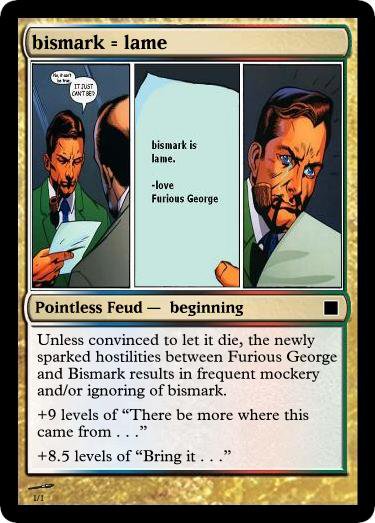 bismark = lame
No, it can't
be true.
IT JUST
CAN'T BE!?
bismark is
lame.
-love
Furious George
Pointless Feud — beginning
Unless convinced to let it die, the newly
sparked hostilities between Furious George
and Bismark results in frequent mockery
and/or ignoring of bismark.
+9 levels of “There be more where this
came from . . .”
+8.5 levels of “Bring it . . .”
1/1